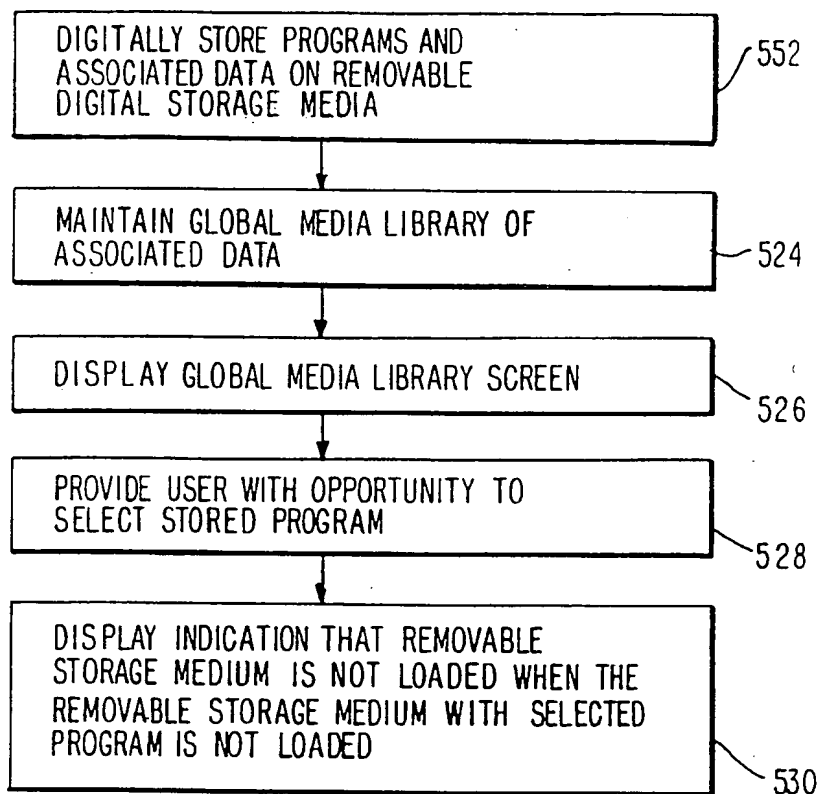 DIGITALLY STORE PROGRAMS AND
ASSOCIATED DATA ON REMOVABLE
DIGITAL STORAGE MEDIA
552
MAINTAIN GLOBAL MEDIA LIBRARY OF
ASSOCIATED DATA
524
DISPLAY GLOBAL MEDIA LIBRARY SCREEN
526
PROVIDE USER WITH OPPORTUNITY TO
SELECT STORED PROGRAM
528
DISPLAY INDICATION THAT REMOVABLE
STORAGE MEDIUM IS NOT LOADED WHEN THE
REMOVABLE STORAGE MEDIUM WITH SELECTED
PROGRAM IS NOT LOADED
530